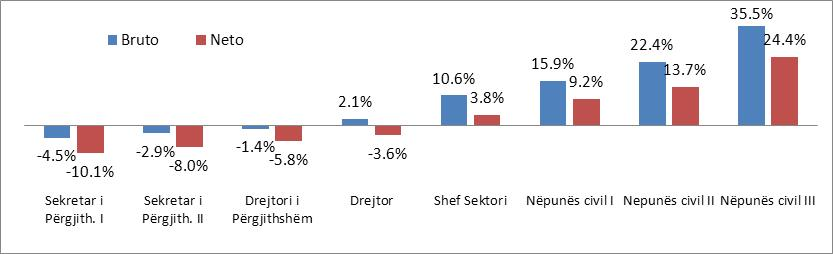 Bruto Neto
35.5%
22.4% 24.4%
15.9% 13.7%
10.6% 9.2%
2.1% 3.8%
-4.5% -2.9% -1.4% -3.6%
-10.1% -8.0% -5.8%
Sekretar i Sekretar i Drejtori i Drejtor Shef Sektori Nëpunës civil I Nepunës civil II Nëpunës civil III
Përgjith. I Përgjith. II Përgjithshëm